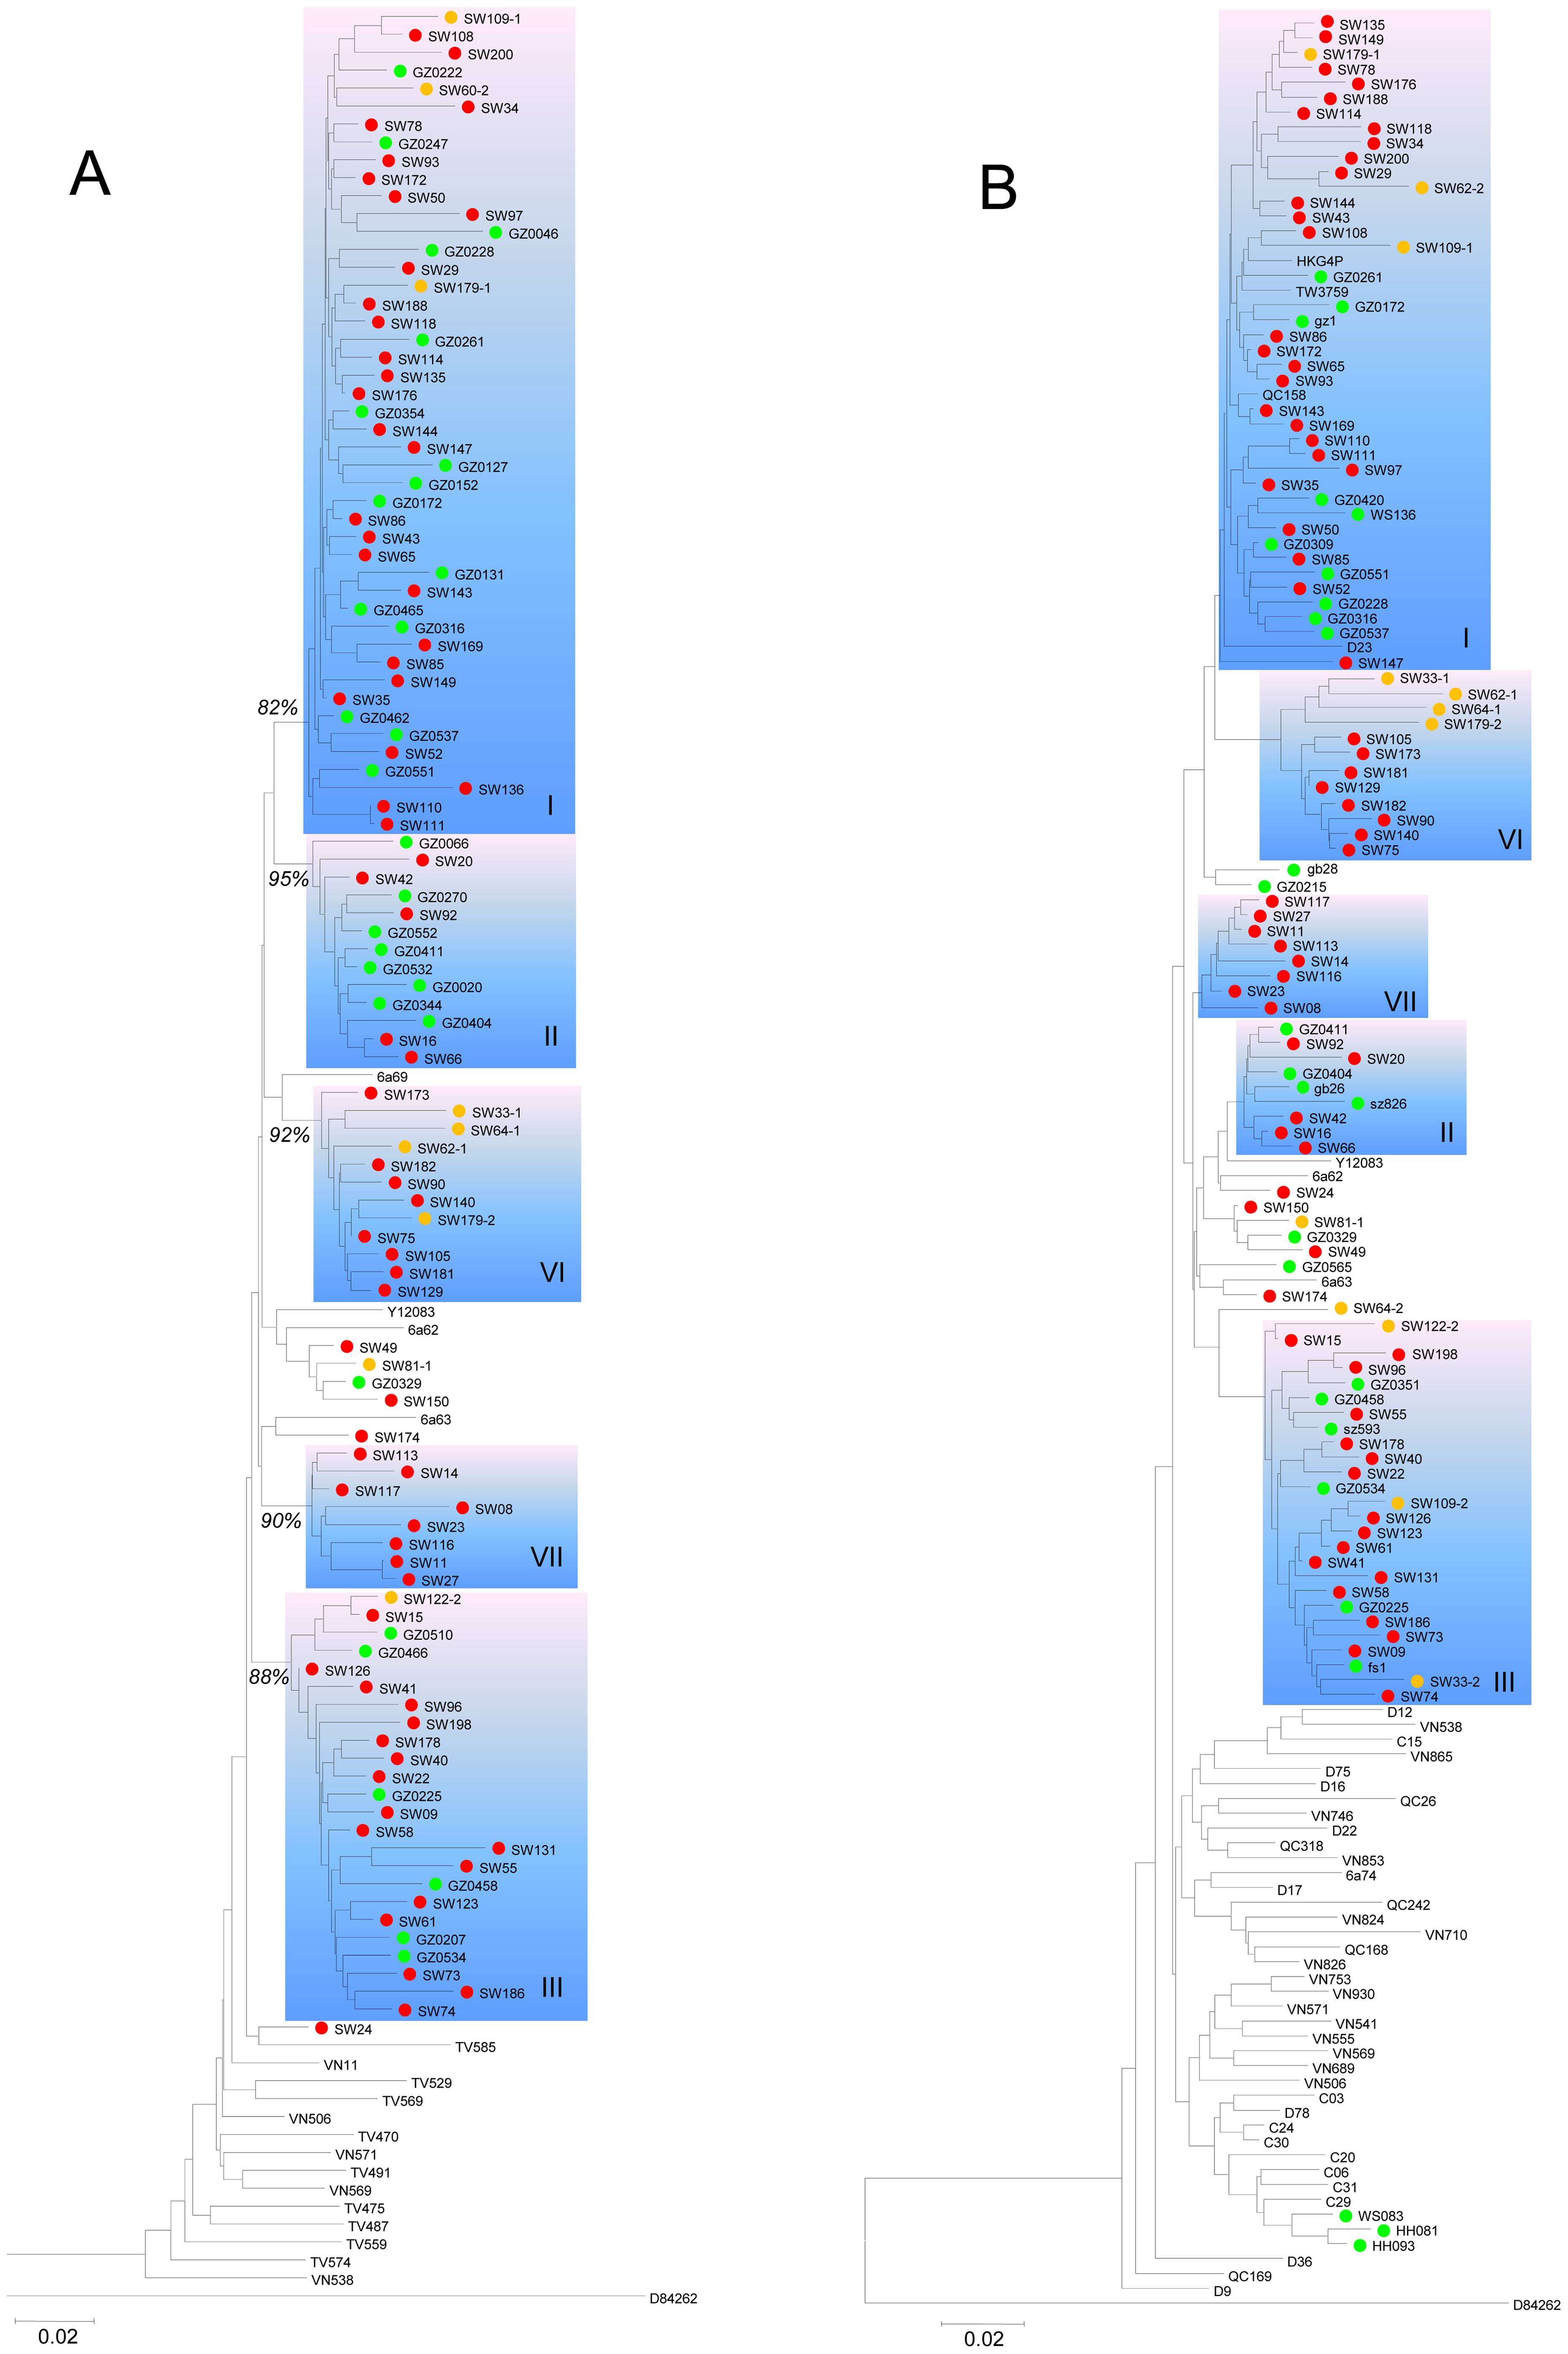 A
SW109-1
SW108
SW200
GZ0222
SW60-2
SW34
SW78
GZ0247
SW93
SW172
SW50
SW97
GZ0046
GZ0228
SW29
SW179-1
SW188
SW118
GZ0261
SW114
SW135
SW176
GZ0354
SW144
SW147
GZ0127
GZ0152
GZ0172
SW86
SW43
SW65
GZ0131
SW143
GZ0465
GZ0316
SW169
SW85
SW149
SW35
82%
GZ0462
GZ0537
SW52
GZ0551
SW136
SW110
I
SW111
GZ0066
SW20
95%
SW42
GZ0270
SW92
GZ0552
GZ0411
GZ0532
GZ0020
GZ0344
GZ0404
SW16
II
SW66
6a69
SW173
SW33-1
SW64-1
92%
SW62-1
SW182
SW90
SW140
SW179-2
SW75
SW105
SW181
VI
SW129
Y12083
6a62
SW49
SW81-1
GZ0329
SW150
6a63
SW174
SW113
SW14
SW117
SW08
90%
SW23
SW116
SW11
VII
SW27
SW122-2
SW15
GZ0510
GZ0466
SW126
88%
SW41
SW96
SW198
SW178
SW40
SW22
GZ0225
SW09
SW58
SW131
SW55
GZ0458
SW123
SW61
GZ0207
GZ0534
SW73
III
SW186
SW74
SW24
TV585
VN11
TV529
TV569
VN506
TV470
VN571
TV491
VN569
TV475
TV487
TV559
TV574
VN538
D84262
0.02
B
SW135
SW149
SW179-1
SW78
SW176
SW188
SW114
SW118
SW34
SW200
SW29
SW62-2
SW144
SW43
SW108
SW109-1
HKG4P
GZ0261
TW3759
GZ0172
gz1
SW86
SW172
SW65
SW93
QC158
SW143
SW169
SW110
SW111
SW97
SW35
GZ0420
WS136
SW50
GZ0309
SW85
GZ0551
SW52
GZ0228
GZ0316
GZ0537
I
D23
SW147
SW33-1
SW62-1
SW64-1
SW179-2
SW105
SW173
SW181
SW129
SW182
SW90
SW140
VI
SW75
gb28
GZ0215
SW117
SW27
SW11
SW113
SW14
SW116
SW23
VII
SW08
GZ0411
SW92
SW20
GZ0404
gb26
sz826
SW42
SW16
II
SW66
Y12083
6a62
SW24
SW150
SW81-1
GZ0329
SW49
GZ0565
6a63
SW174
SW64-2
SW122-2
SW15
SW198
SW96
GZ0351
GZ0458
SW55
sz593
SW178
SW40
SW22
GZ0534
SW109-2
SW126
SW123
SW61
SW41
SW131
SW58
GZ0225
SW186
SW73
SW09
fs1
SW33-2
III
SW74
D12
VN538
C15
VN865
D75
D16
QC26
VN746
D22
QC318
VN853
6a74
D17
QC242
VN824
VN710
QC168
VN826
VN753
VN930
VN571
VN541
VN555
VN569
VN689
VN506
C03
D78
C24
C30
C20
C06
C31
C29
WS083
HH081
HH093
D36
QC169
D9
D84262
0.02